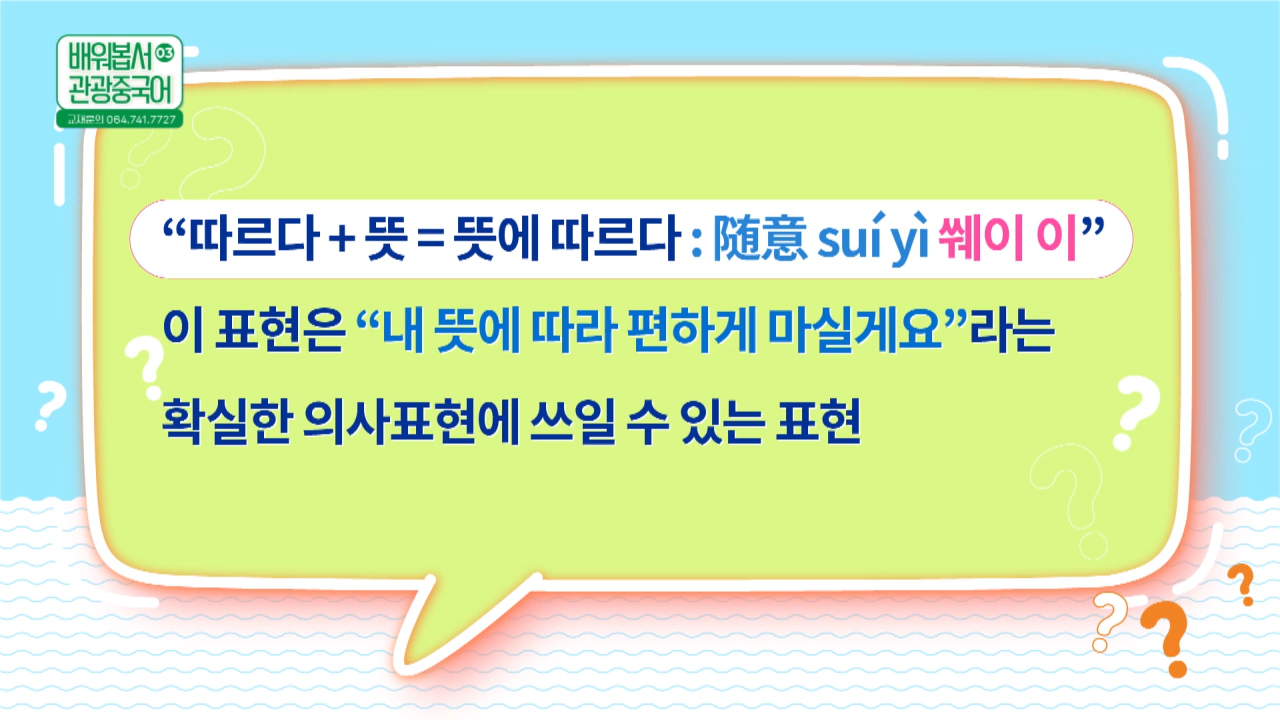 배워봅서 03
관광중국어
교재문의 064.741.7727
“따르다 + 뜻 = 뜻에 따르다 : 随意 suí yì 쒜이 이”
이 표현은 “내 뜻에 따라 편하게 마실게요”라는
확실한 의사표현에 쓰일 수 있는 표현